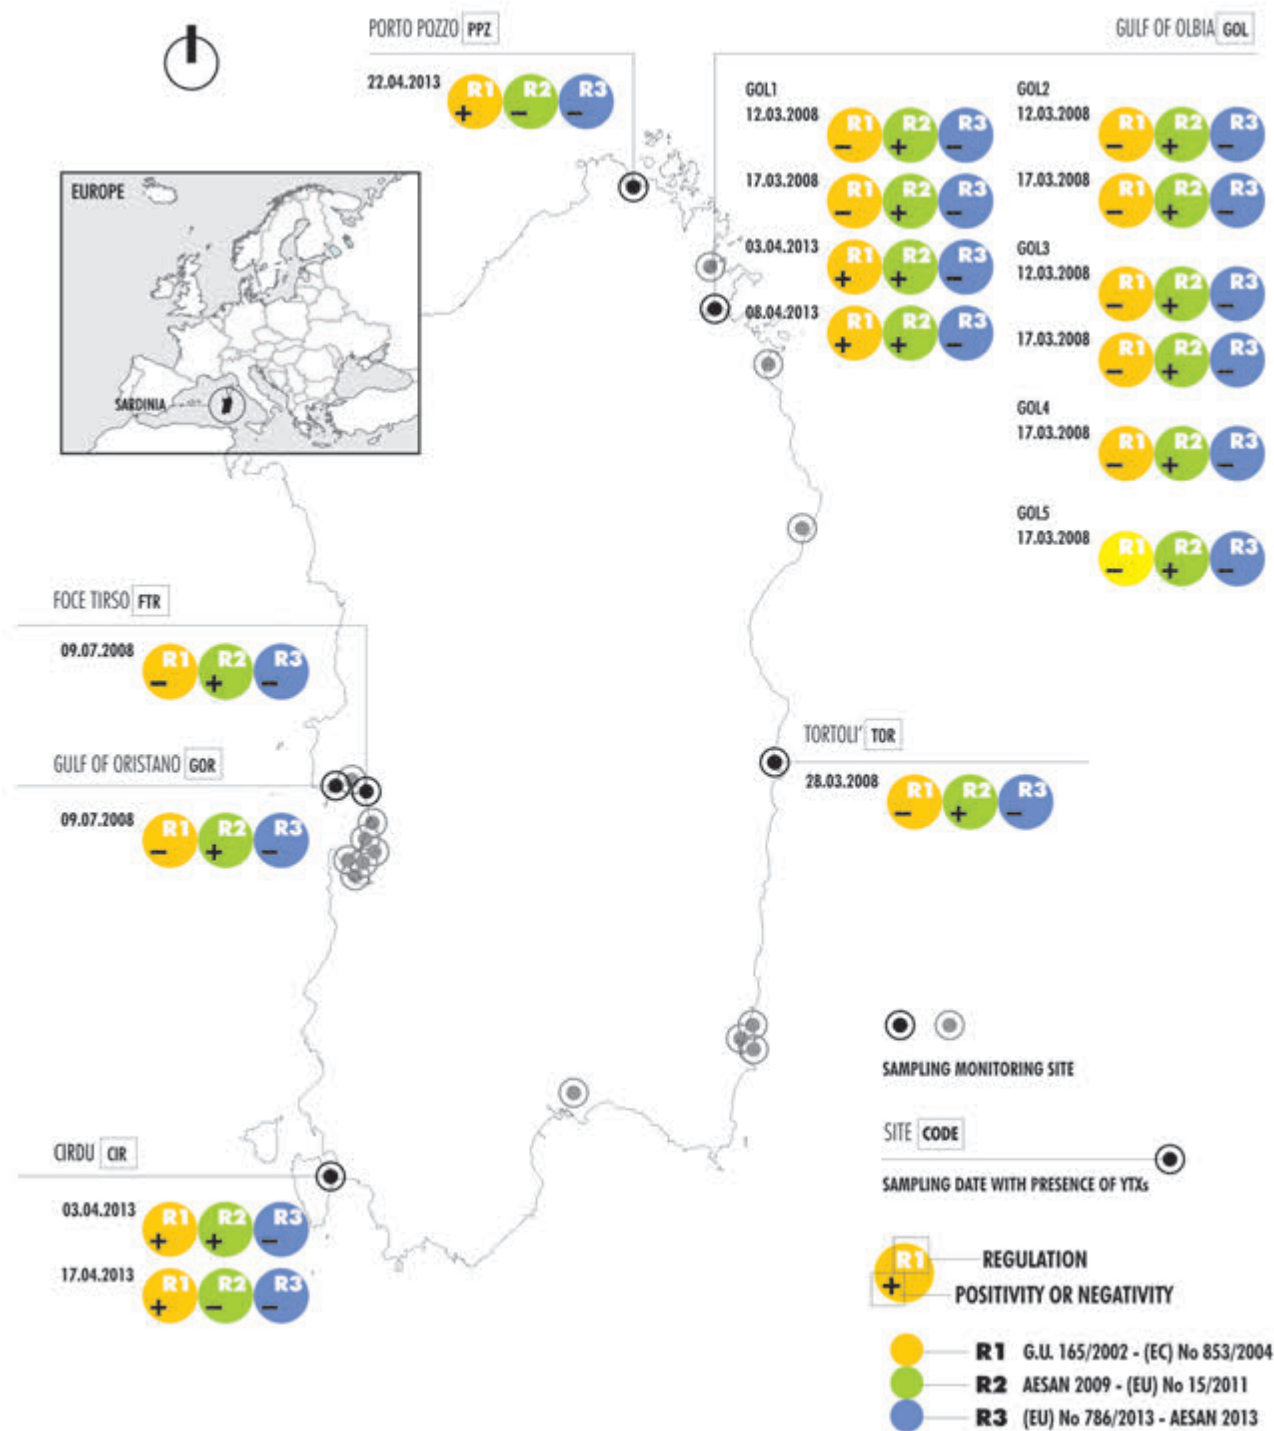 PORTO POZZO PPZ
22.04.2013 R1 + R2 – R3 –
GULF OF OLBIA GOL
GOL1
12.03.2008 R1 – R2 + R3 –
17.03.2008 R1 – R2 + R3 –
03.04.2013 R1 + R2 + R3 –
08.04.2013 R1 + R2 + R3 –
GOL2
12.03.2008 R1 – R2 + R3 –
17.03.2008 R1 – R2 + R3 –
GOL3
12.03.2008 R1 – R2 + R3 –
17.03.2008 R1 – R2 + R3 –
GOL4
17.03.2008 R1 – R2 + R3 –
GOL5
17.03.2008 R1 – R2 + R3 –
EUROPE
SARDINIA
FOCE TIRSO FTR
09.07.2008 R1 – R2 + R3 –
GULF OF ORISTANO GOR
09.07.2008 R1 – R2 + R3 –
TORTOLI' TOR
28.03.2008 R1 – R2 + R3 –
CIRDU CIR
03.04.2013 R1 + R2 + R3 –
17.04.2013 R1 + R2 – R3 –
SAMPLING MONITORING SITE
SITE CODE
SAMPLING DATE WITH PRESENCE OF YTXs
R1 REGULATION
+ POSITIVITY OR NEGATIVITY
R1 G.U. 165/2002 - (EC) No 853/2004
R2 AESAN 2009 - (EU) No 15/2011
R3 (EU) No 786/2013 - AESAN 2013